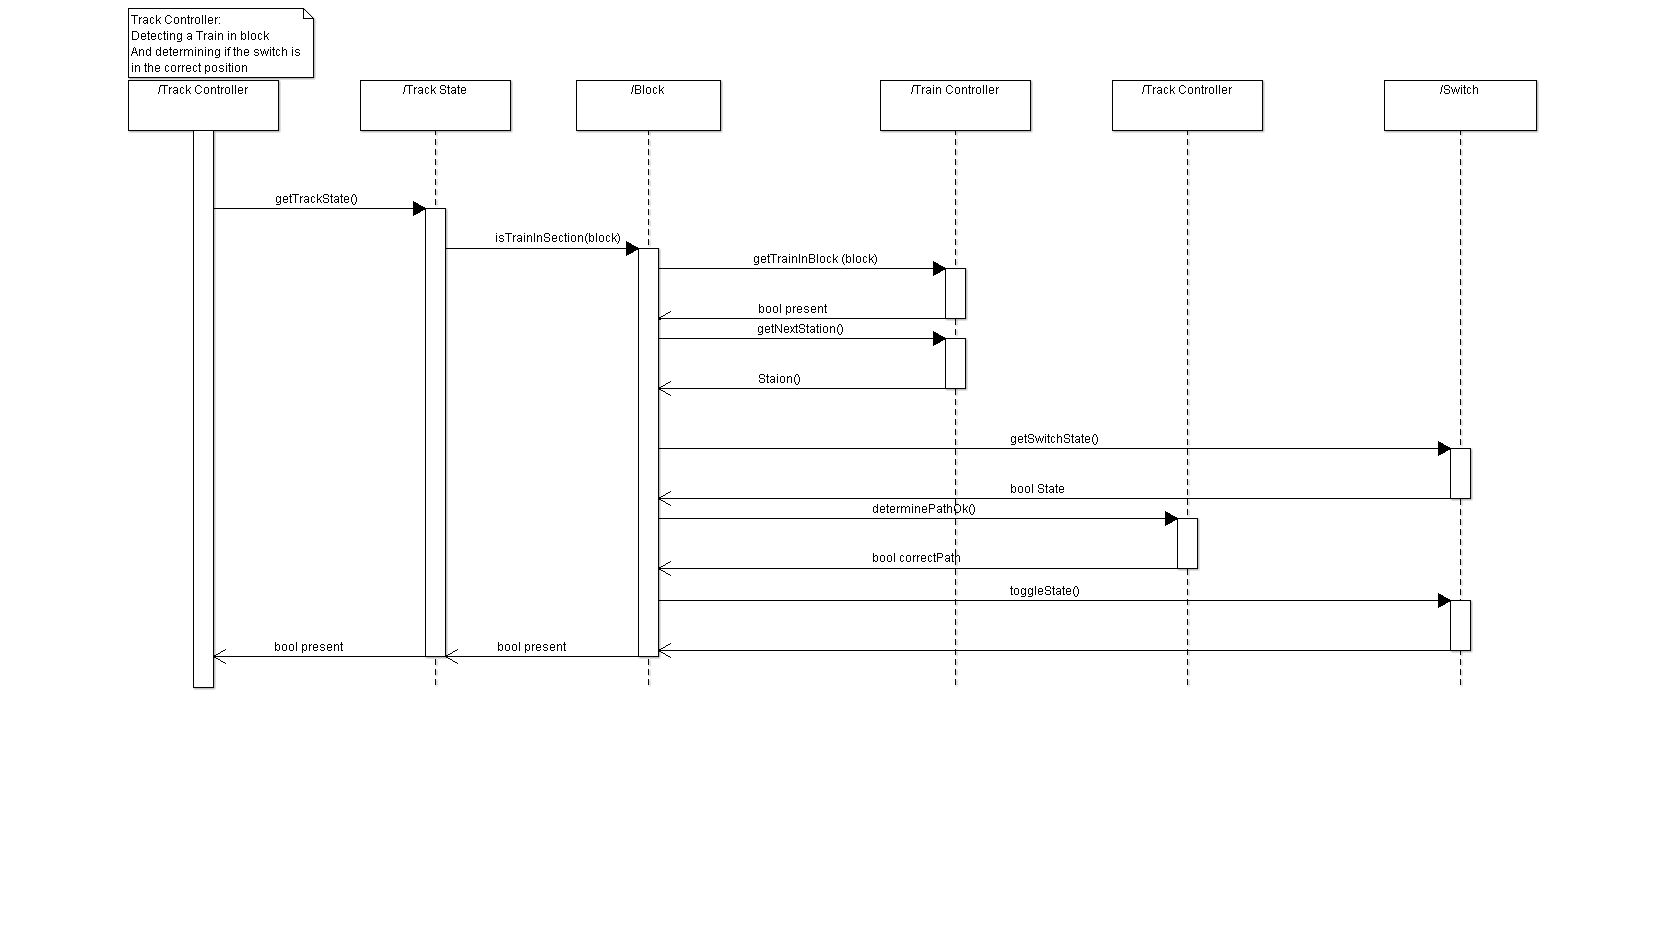 Track Controller:
Detecting a Train in block
And determining if the switch is
in the correct position
/Track Controller
/Track State
/Block
/Train Controller
/Track Controller
/Switch
getTrackState()
isTrainInSection(block)
getTrainInBlock (block)
bool present
getNextStation()
Staion()
getSwitchState()
bool State
determinePathOk()
bool correctPath
toggleState()
bool present
bool present